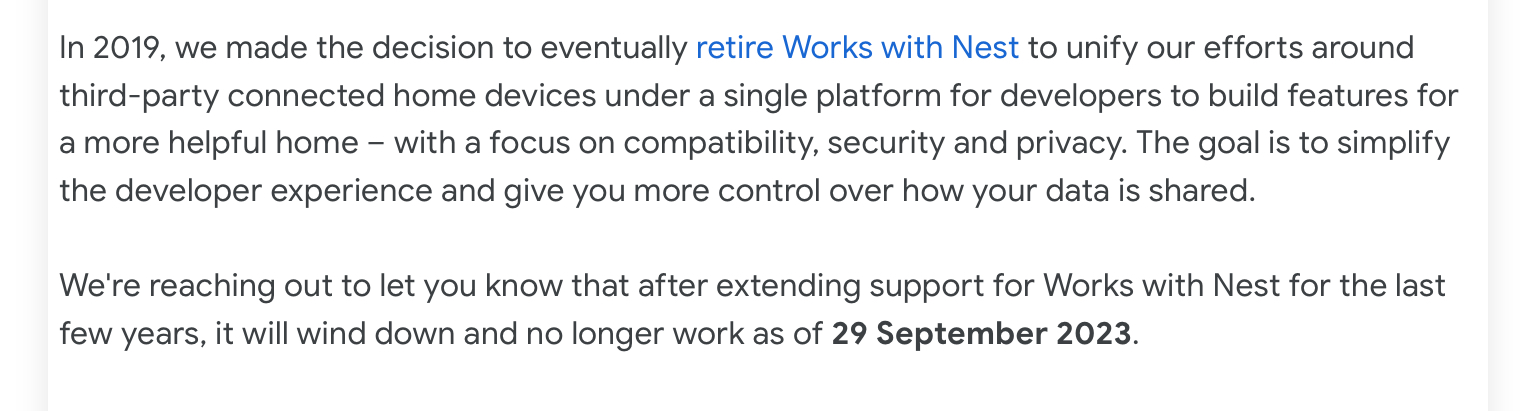 In 2019, we made the decision to eventually retire Works with Nest to unify our efforts around
third-party connected home devices under a single platform for developers to build features for
a more helpful home – with a focus on compatibility, security and privacy. The goal is to simplify
the developer experience and give you more control over how your data is shared.
We're reaching out to let you know that after extending support for Works with Nest for the last
few years, it will wind down and no longer work as of 29 September 2023.